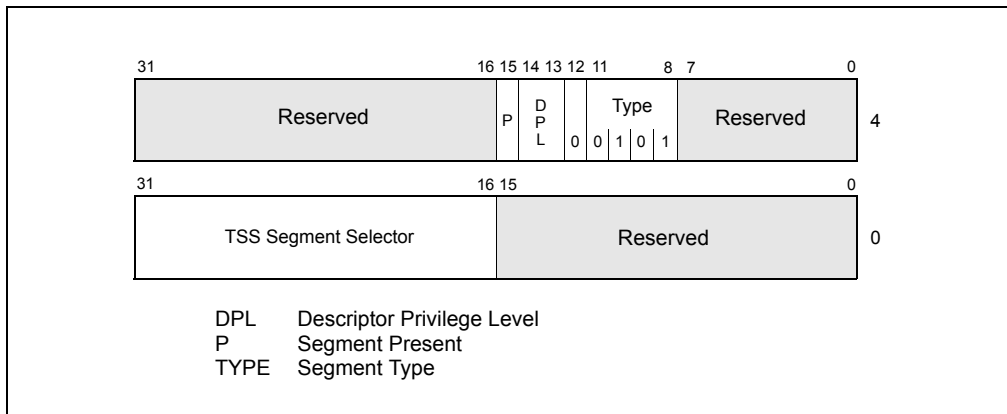 31 16 15 14 13 12 11 8 7 0
Reserved P DPL 0 Type 0 1 0 1 Reserved 4
31 16 15 0
TSS Segment Selector Reserved 0
DPL Descriptor Privilege Level
P Segment Present
TYPE Segment Type